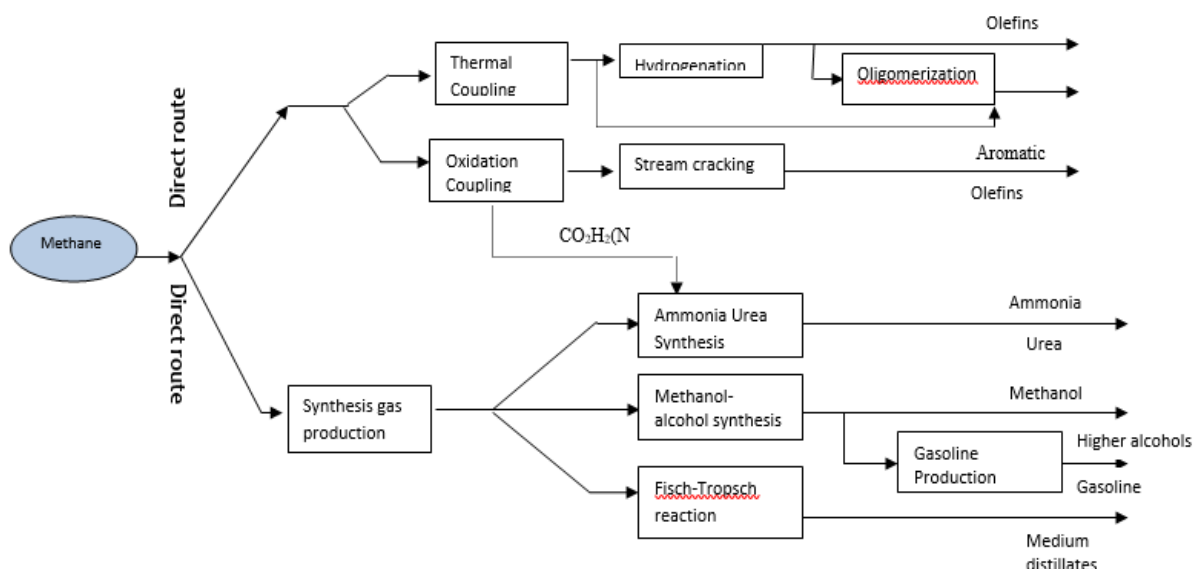 Olefins
Thermal
Coupling
Hydrogenation
Oligomerization
Direct route
Oxidation
Coupling
Stream cracking
Aromatic
Olefins
CO₂H₂(N
Methane
Direct route
Ammonia Urea
Synthesis
Ammonia
Urea
Synthesis gas
production
Methanol-
alcohol synthesis
Methanol
Higher alcohols
Gasoline
Production
Gasoline
Fisch-Tropsch
reaction
Medium
distillates